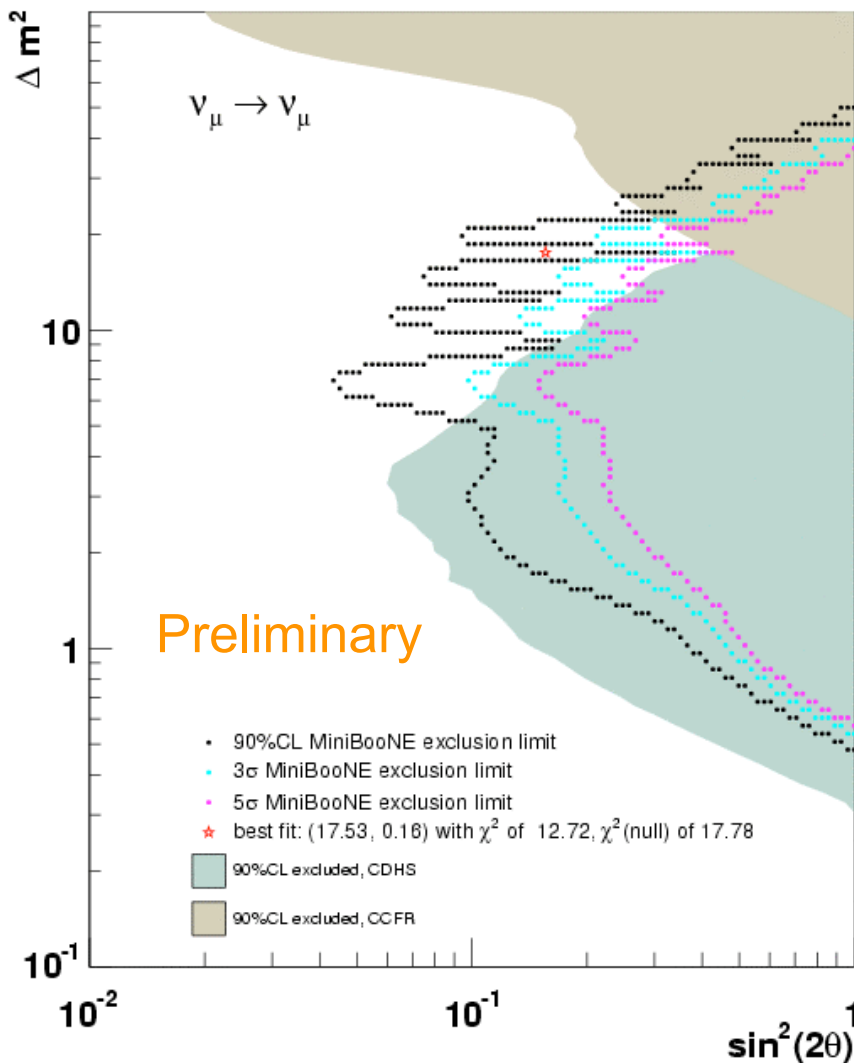 Δ m²
ν_μ → ν_μ
10
Preliminary
1
90%CL MiniBooNE exclusion limit
3σ MiniBooNE exclusion limit
5σ MiniBooNE exclusion limit
best fit: (17.53, 0.16) with χ² of 12.72, χ²(null) of 17.78
90%CL excluded, CDHS
90%CL excluded, CCFR
10⁻¹
10⁻² 10⁻¹ 1
sin²(2θ)